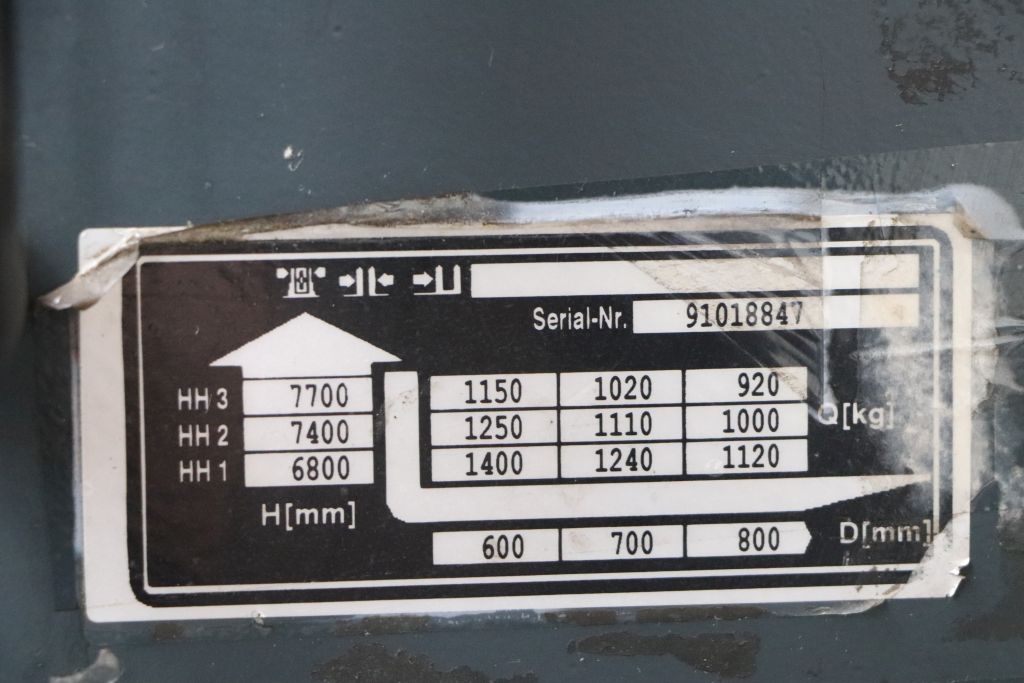 Serial-Nr. 91018847
HH 3 7700 1150 1020 920
HH 2 7400 1250 1110 1000 Q[kg]
HH 1 6800 1400 1240 1120
H[mm]
600 700 800 D[mm]